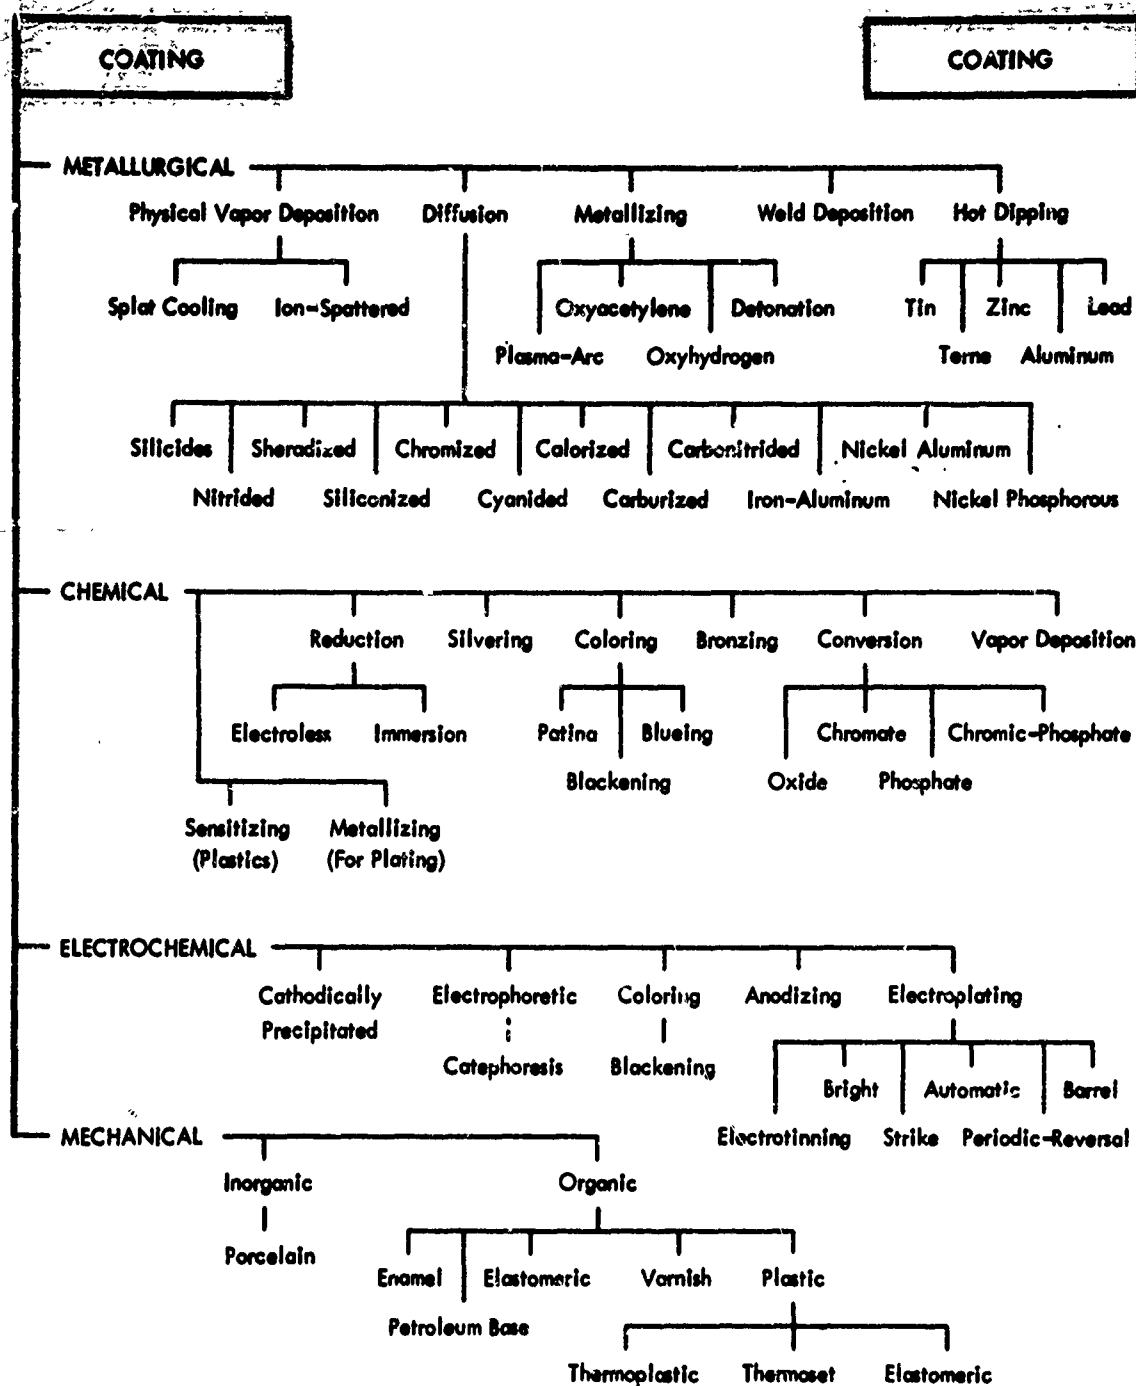 COATING
COATING
METALLURGICAL
Physical Vapor Deposition Diffusion Metallizing Weld Deposition Hot Dipping
Splat Cooling Ion-Spattered Oxyacetylene Detonation Tin Zinc Lead
Plasma-Arc Oxyhydrogen Terne Aluminum
Silicides Sheradized Chromized Calorized Carbonitrided Nickel Aluminum
Nitrided Siliconized Cyanided Carburized Iron-Aluminum Nickel Phosphorous
CHEMICAL
Reduction Silvering Coloring Bronzing Conversion Vapor Deposition
Electroless Immersion Patina Blueing Chromate Chromic-Phosphate
Blackening Oxide Phosphate
Sensitizing Metallizing
(Plastics) (For Plating)
ELECTROCHEMICAL
Cathodically Electrophoretic Coloring Anodizing Electroplating
Precipitated
Catephoresis Blackening
Bright Automatic Barrel
Electrotinning Strike Periodic-Reversal
MECHANICAL
Inorganic Organic
Porcelain
Enamel Elastomeric Varnish Plastic
Petroleum Base
Thermoplastic Thermoset Elastomeric